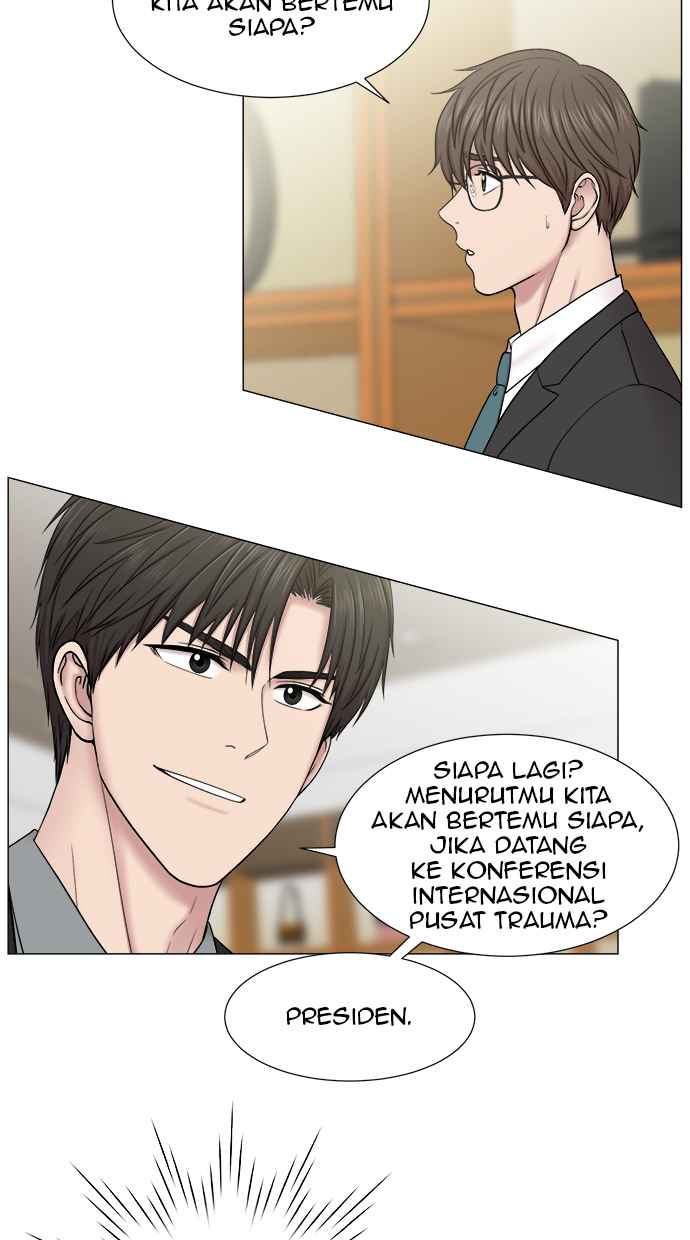 KITA AKAN BERTEMU
SIAPA?
SIAPA LAGI?
MENURUTMU KITA
AKAN BERTEMU SIAPA,
JIKA DATANG
KE KONFERENSI
INTERNASIONAL
PUSAT TRAUMA?
PRESIDEN.